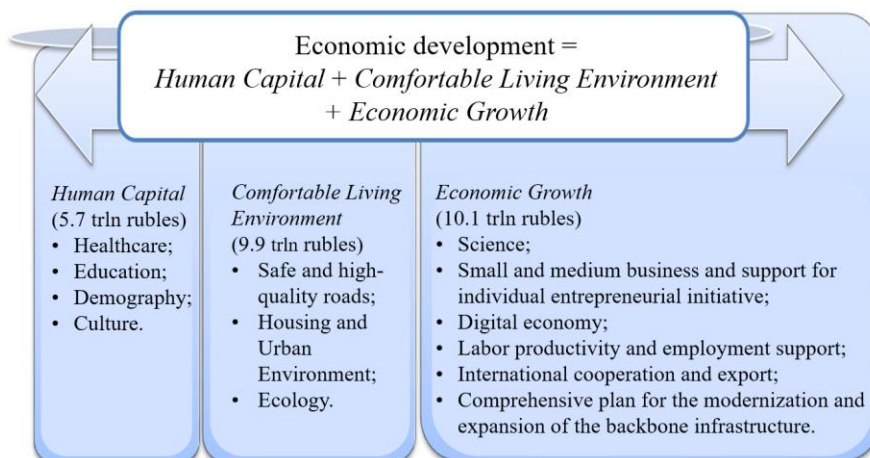 Economic development =
Human Capital + Comfortable Living Environment
+ Economic Growth
Human Capital
(5.7 trln rubles)
• Healthcare;
• Education;
• Demography;
• Culture.
Comfortable Living
Environment
(9.9 trln rubles)
• Safe and high-
quality roads;
• Housing and
Urban
Environment;
• Ecology.
Economic Growth
(10.1 trln rubles)
• Science;
• Small and medium business and support for
individual entrepreneurial initiative;
• Digital economy;
• Labor productivity and employment support;
• International cooperation and export;
• Comprehensive plan for the modernization and
expansion of the backbone infrastructure.